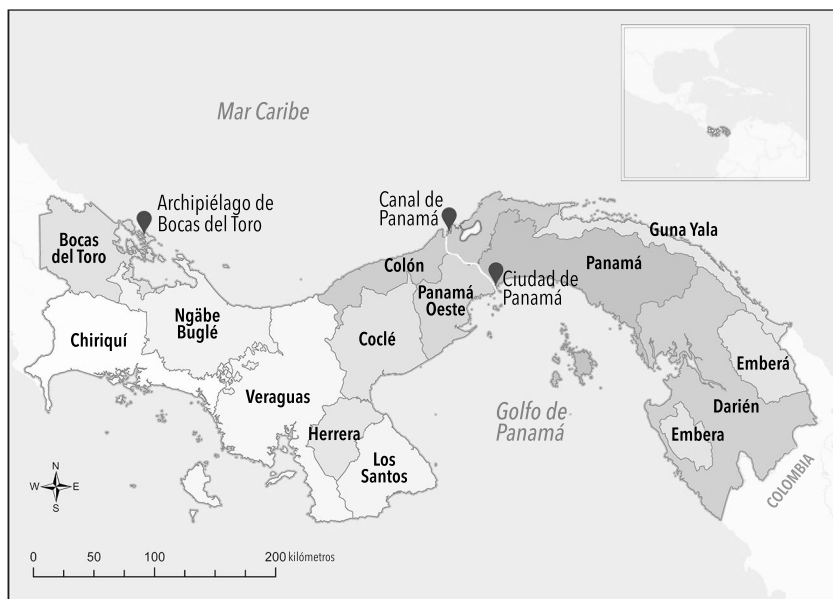 Mar Caribe
Archipiélago de
Bocas del Toro
Canal de
Panamá
Bocas
del Toro
Guna Yala
Colón
Panamá
Ciudad de
Panamá
Panamá
Oeste
Ngäbe
Buglé
Chiriquí
Coclé
Emberá
Veraguas
Darién
Golfo de
Panamá
Herrera
Embera
Los
Santos
COLOMBIA
N
W E
S
0 50 100 200 kilómetros